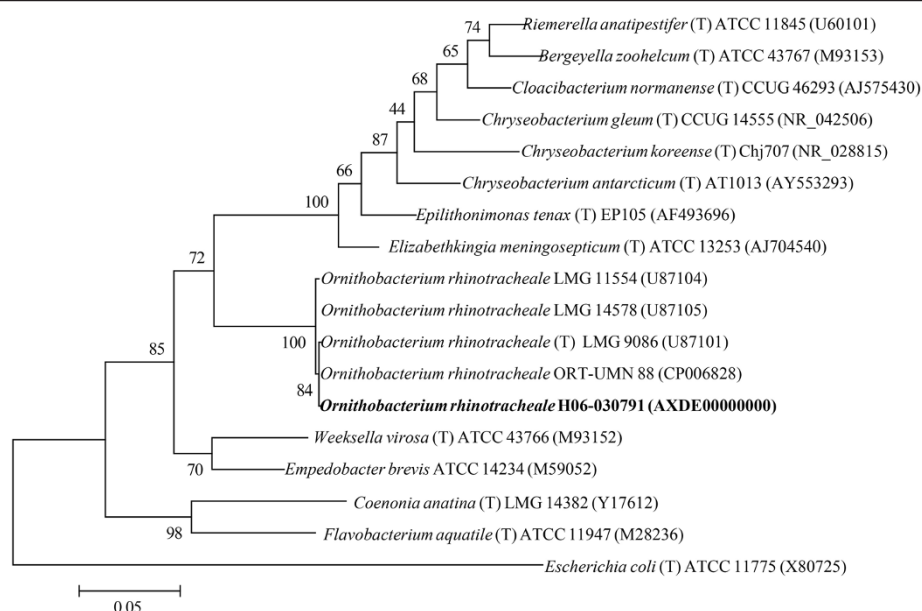 74
Riemerella anatipestifer (T) ATCC 11845 (U60101)
65
Bergeyella zoohelcum (T) ATCC 43767 (M93153)
68
Cloacibacterium normanense (T) CCUG 46293 (AJ575430)
44
Chryseobacterium gleum (T) CCUG 14555 (NR_042506)
87
Chryseobacterium koreense (T) Chj707 (NR_028815)
66
Chryseobacterium antarcticum (T) AT1013 (AY553293)
100
Epilithonimonas tenax (T) EP105 (AF493696)
Elizabethkingia meningosepticum (T) ATCC 13253 (AJ704540)
72
Ornithobacterium rhinotracheale LMG 11554 (U87104)
Ornithobacterium rhinotracheale LMG 14578 (U87105)
100
Ornithobacterium rhinotracheale (T) LMG 9086 (U87101)
85
Ornithobacterium rhinotracheale ORT-UMN 88 (CP006828)
84
Ornithobacterium rhinotracheale H06-030791 (AXDE00000000)
Weeksella virosa (T) ATCC 43766 (M93152)
70
Empedobacter brevis ATCC 14234 (M59052)
Coenonia anatina (T) LMG 14382 (Y17612)
98
Flavobacterium aquatile (T) ATCC 11947 (M28236)
Escherichia coli (T) ATCC 11775 (X80725)
0.05